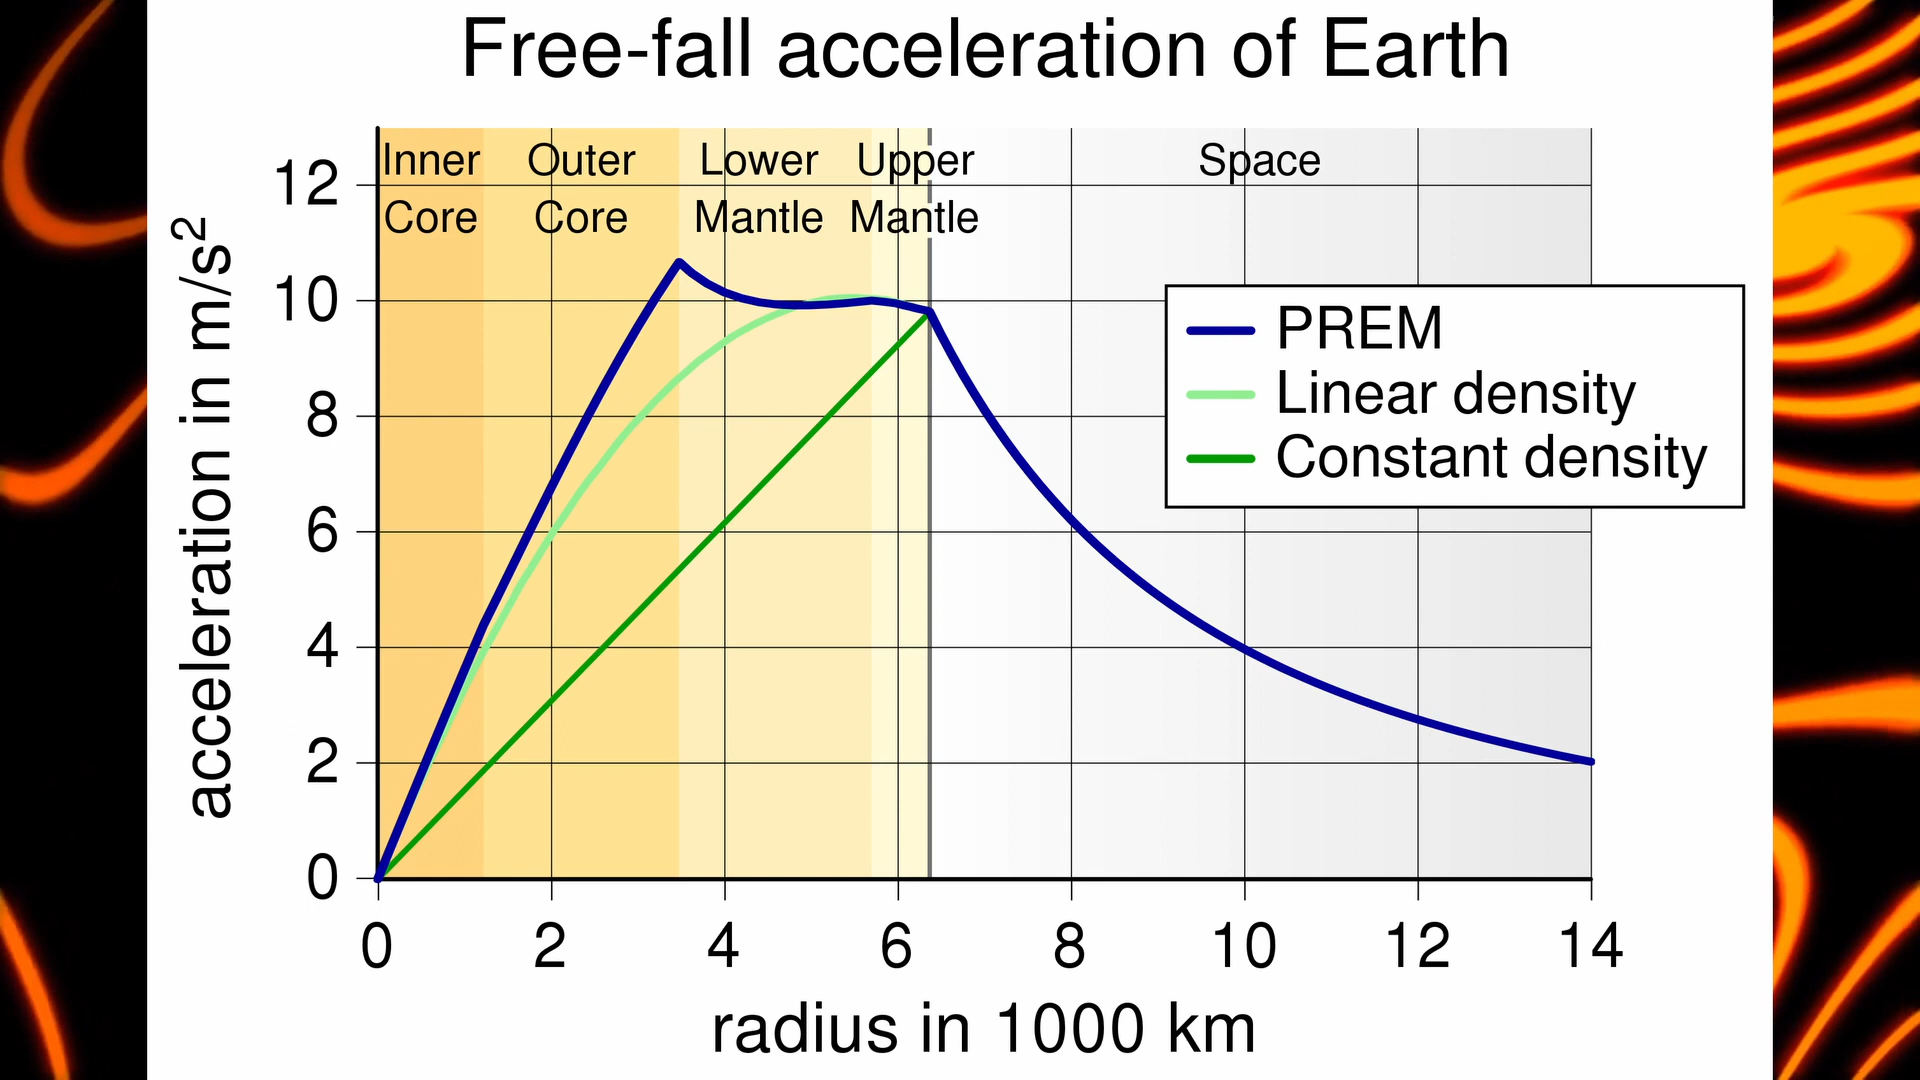 Free-fall acceleration of Earth
Inner Core
Outer Core
Lower Mantle
Upper Mantle
Space
acceleration in m/s²
12
10
8
6
4
2
0
PREM
Linear density
Constant density
0 2 4 6 8 10 12 14
radius in 1000 km